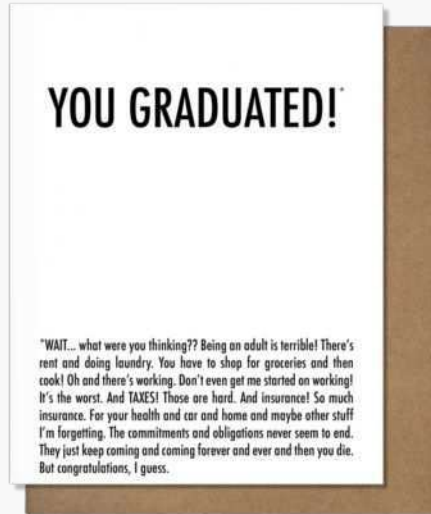 YOU GRADUATED!*
*WAIT... what were you thinking?? Being an adult is terrible! There's
rent and doing laundry. You have to shop for groceries and then
cook! Oh and there's working. Don't even get me started on working!
It's the worst. And TAXES! Those are hard. And insurance! So much
insurance. For your health and car and home and maybe other stuff
I'm forgetting. The commitments and obligations never seem to end.
They just keep coming and coming forever and ever and then you die.
But congratulations, I guess.